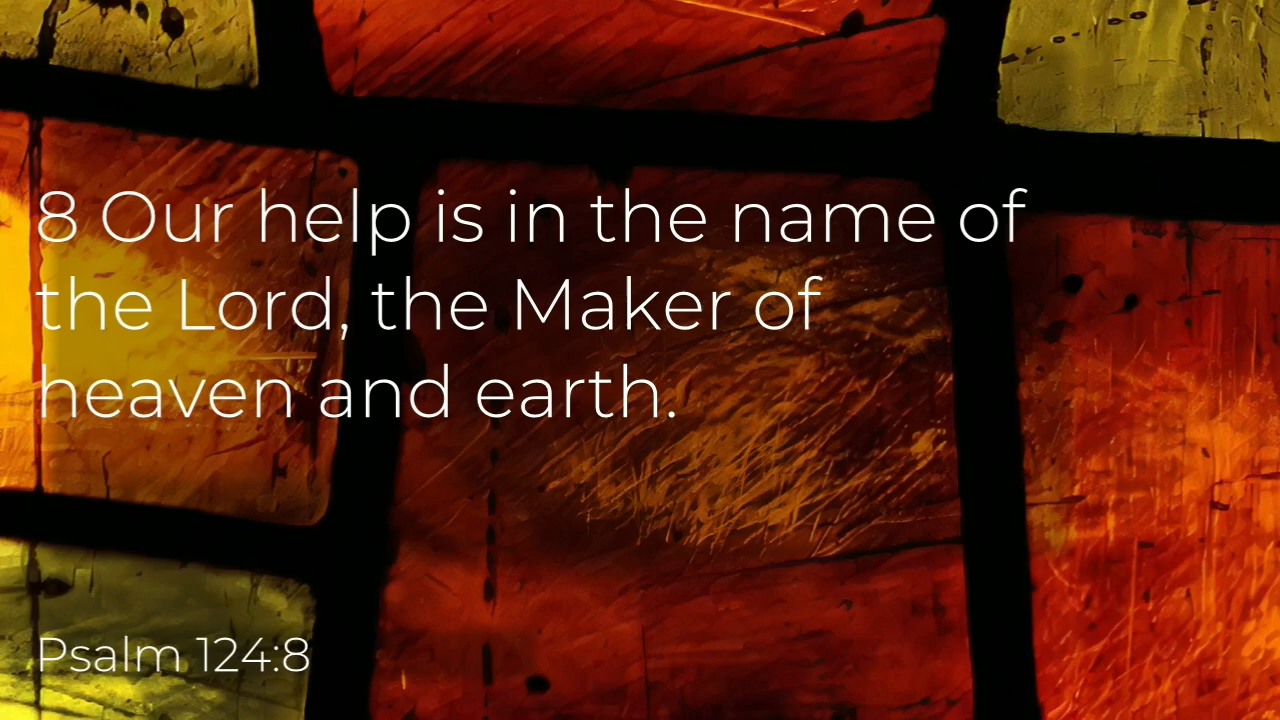 8 Our help is in the name of
the Lord, the Maker of
heaven and earth.
Psalm 124:8